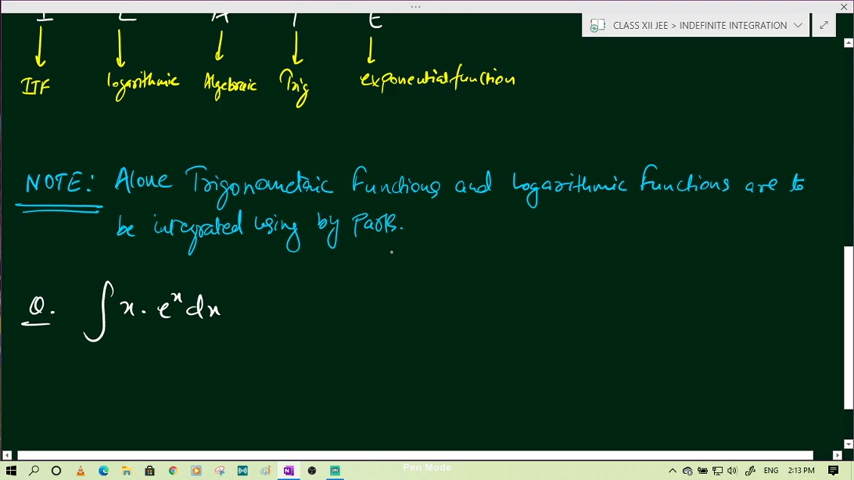 CLASS XII JEE > INDEFINITE INTEGRATION
I L A T E
ITF logarithmic Algebraic Trig exponential function
NOTE: Alone Trigonometric Functions and Logarithmic Functions are to
be integrated using by Parts.
Q. ∫ x · eˣ dx
Pen Mode
ENG 2:13 PM